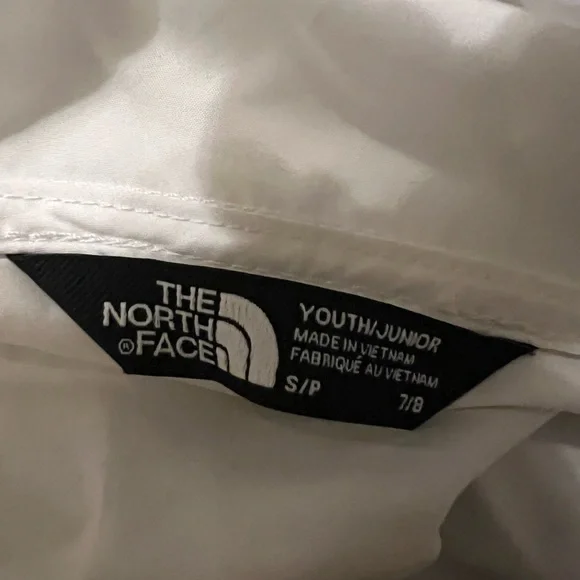 THE
NORTH
®FACE
YOUTH/JUNIOR
MADE IN VIETNAM
FABRIQUÉ AU VIETNAM
S/P 7/8